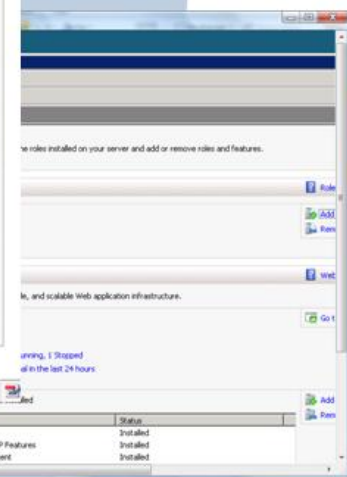 he roles installed on your server and add or remove roles and features.
Role
Add
Rem
Web
le, and scalable Web application infrastructure.
Go t
unning, 1 Stopped
al in the last 24 hours
alled
Add
Rem
Status
Installed
P Features
Installed
ent
Installed